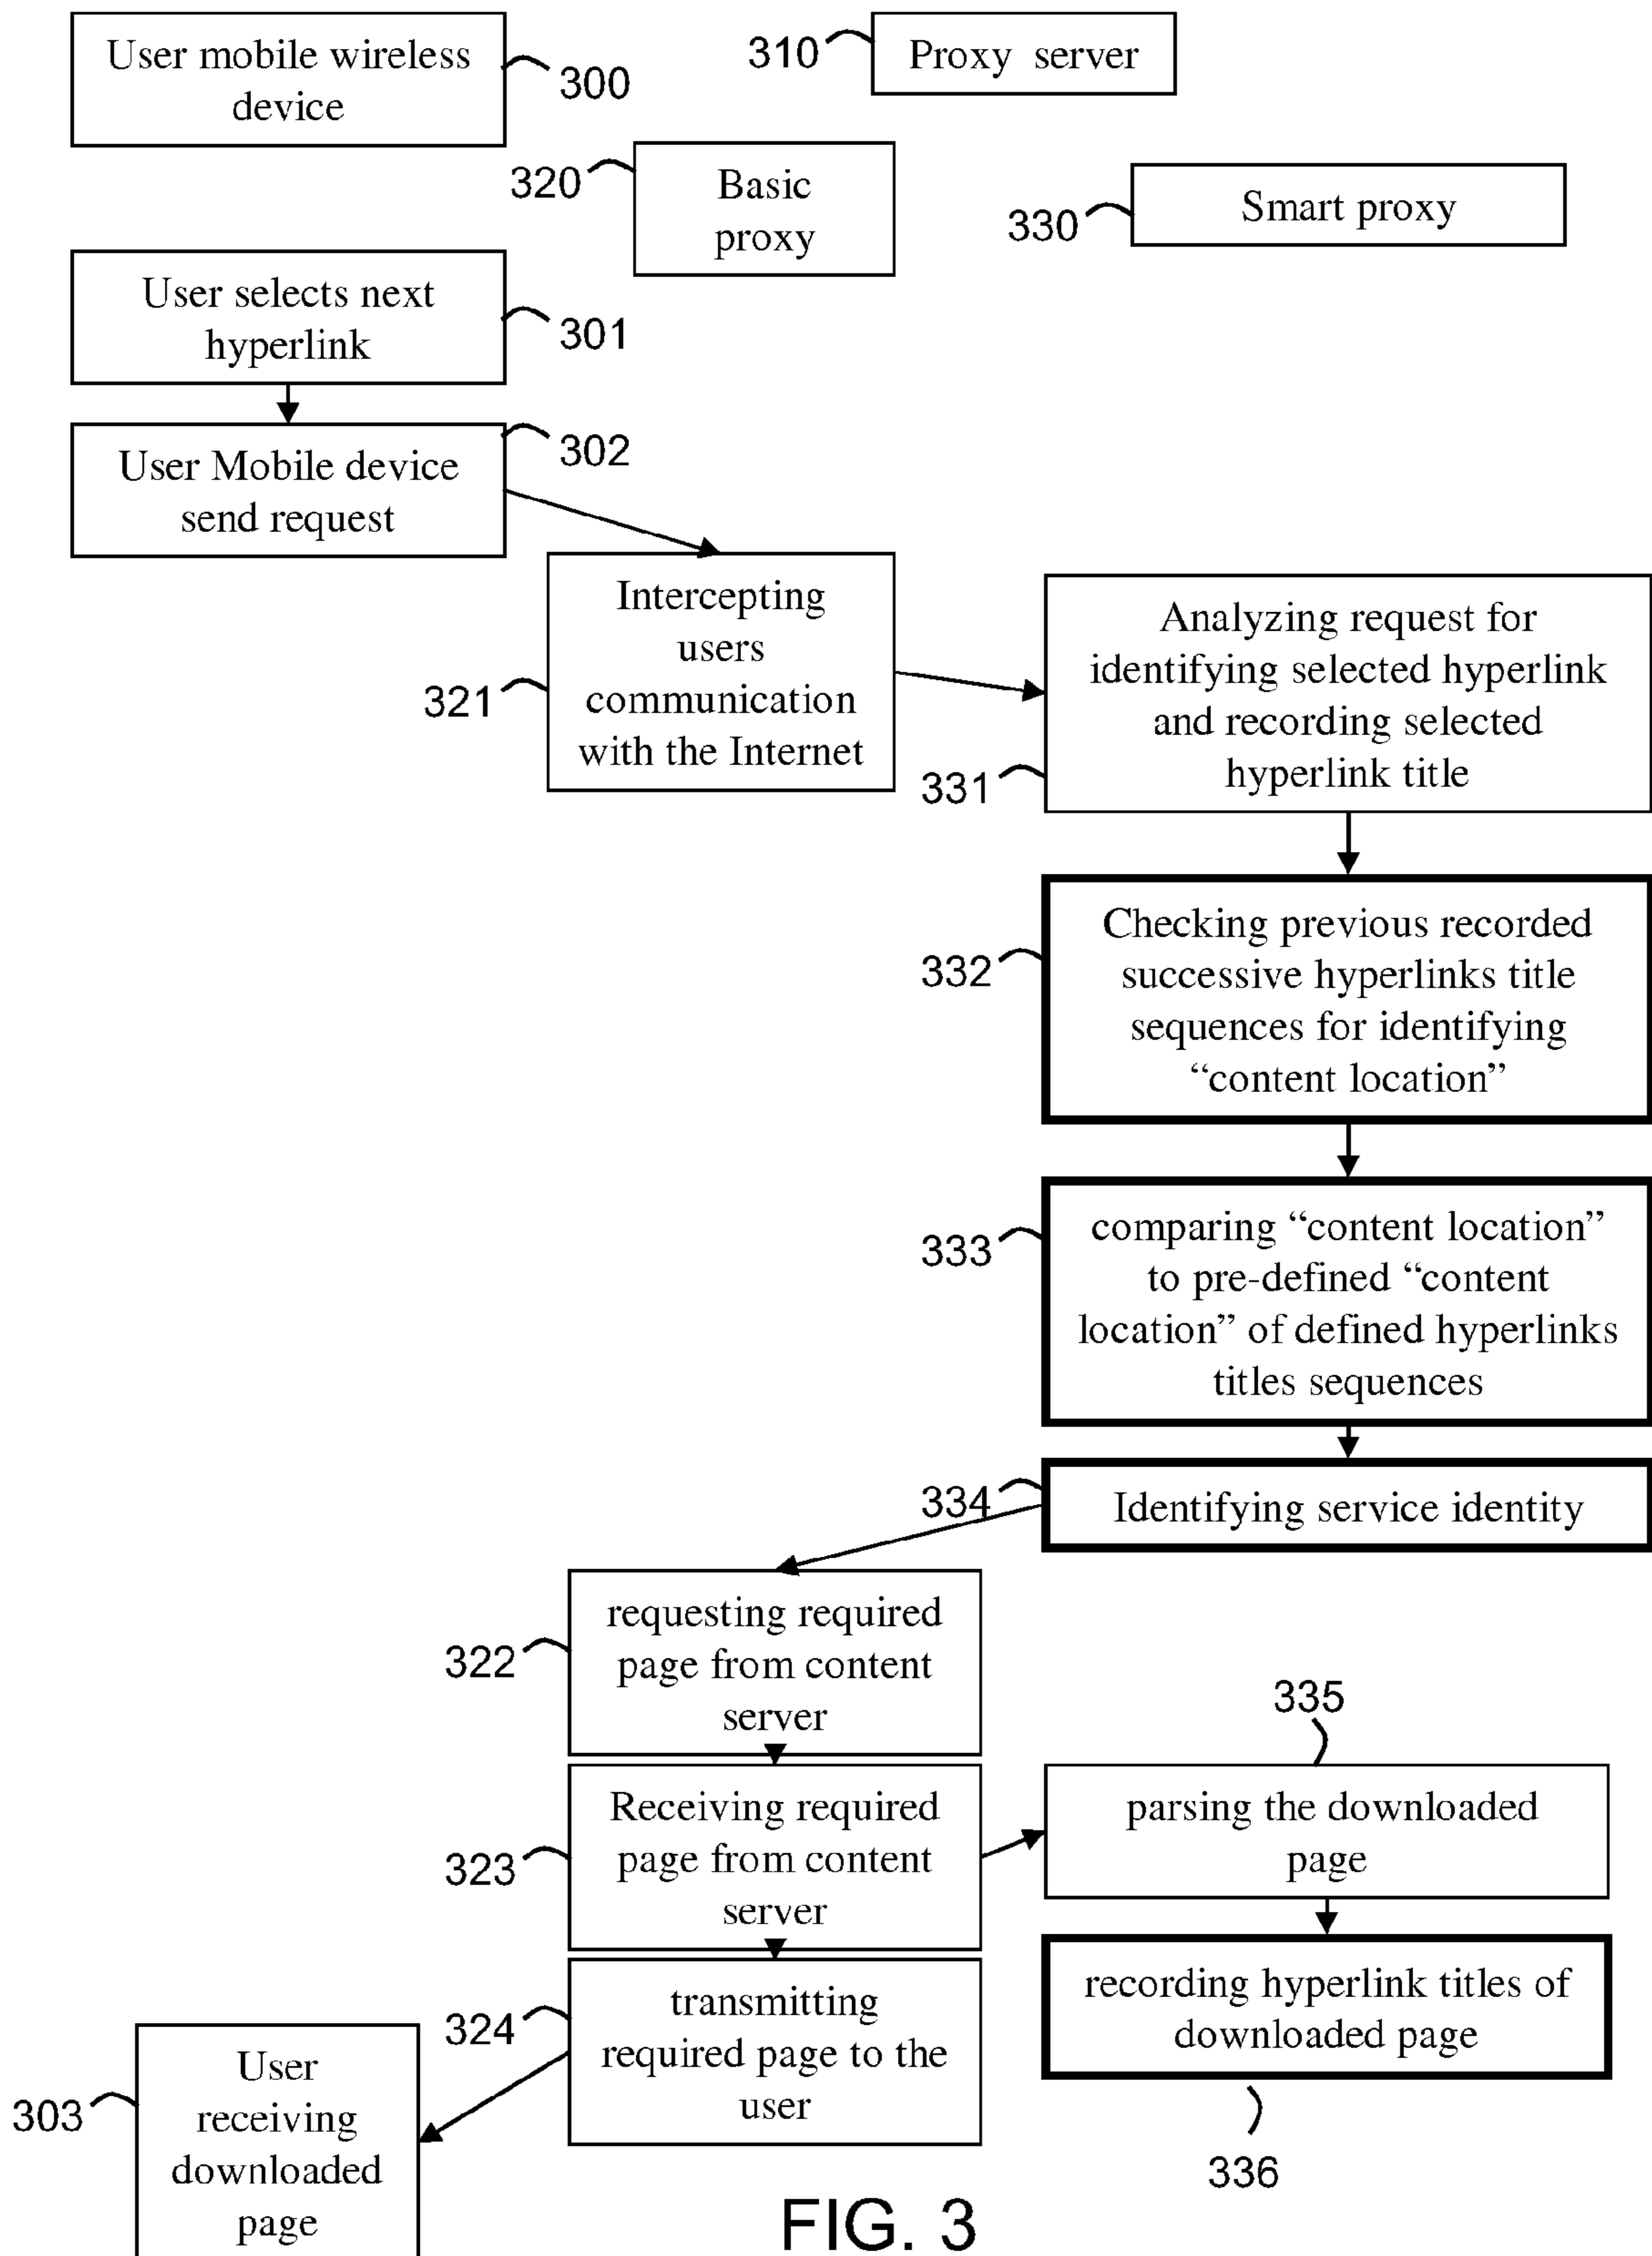 User mobile wireless
device
300
310
Proxy server
320
Basic
proxy
330
Smart proxy
User selects next
hyperlink
301
User Mobile device
send request
302
Intercepting
users
communication
with the Internet
321
Analyzing request for
identifying selected hyperlink
and recording selected
hyperlink title
331
Checking previous recorded
successive hyperlinks title
sequences for identifying
“content location”
332
comparing “content location”
to pre-defined “content
location” of defined hyperlinks
titles sequences
333
334
Identifying service identity
requesting required
page from content
server
322
335
Receiving required
page from content
server
323
parsing the downloaded
page
recording hyperlink titles of
downloaded page
336
324
transmitting
required page to the
user
303
User
receiving
downloaded
page
FIG. 3